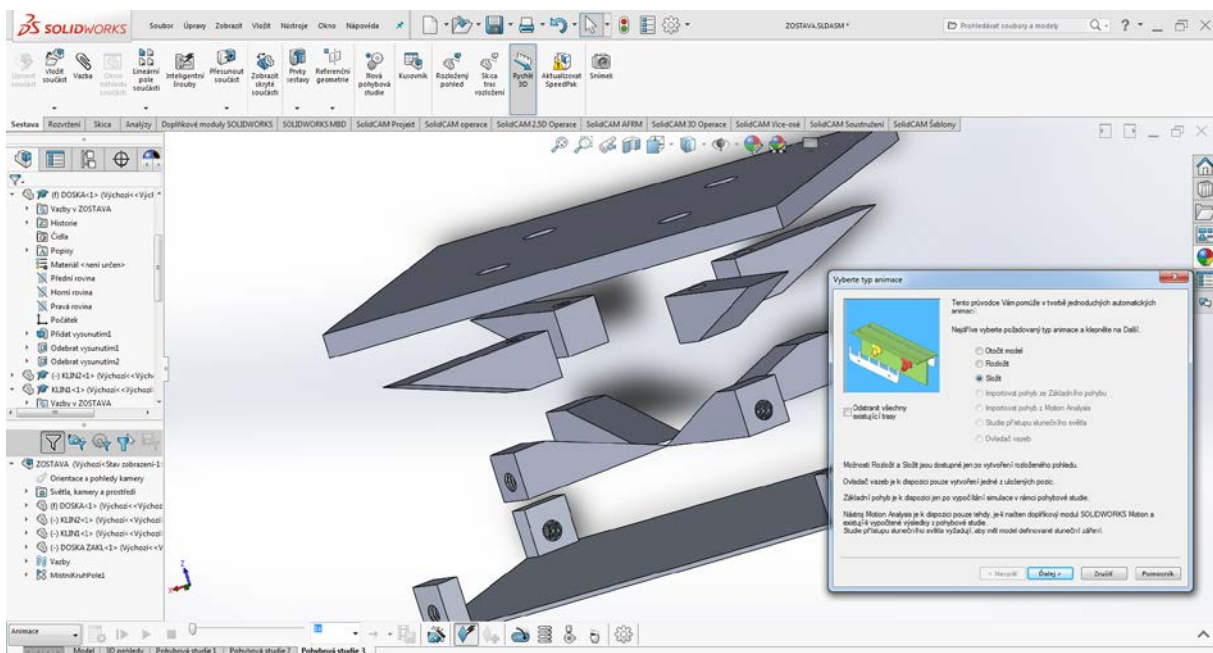 SOLIDWORKS
Soubor Úpravy Zobrazit Vložit Nástroje Okno Nápověda
ZOSTAVA.SLDASM *
Prohledávat soubory a modely
Upravit součást
Vložit součást
Vazba
Okno náhledu součásti
Lineární pole součásti
Inteligentní šrouby
Přesunout součást
Zobrazit skryté součásti
Prvky sestavy
Referenční geometrie
Nová pohybová studie
Kusovník
Rozložený pohled
Skica tras rozložení
Rychlé 3D
Aktualizovat SpeedPak
Snímek
Sestava Rozvržení Skica Analýzy Doplňkové moduly SOLIDWORKS SOLIDWORKS MBD SolidCAM Projekt SolidCAM operace SolidCAM 2.5D Operace SolidCAM AFRM SolidCAM 3D Operace SolidCAM Více-osé SolidCAM Soustružení SolidCAM Šablony
(f) DOSKA<1> (Výchozí<<Vých
Vazby v ZOSTAVA
Historie
Čidla
Popisy
Materiál <není určen>
Přední rovina
Horní rovina
Pravá rovina
Počátek
Přidat vysunutím1
Odebrat vysunutím1
Odebrat vysunutím2
(-) KLIN2<1> (Výchozí<<Vých
KLIN1<1> (Výchozí<<Výchozí
Vazby v ZOSTAVA
ZOSTAVA (Výchozí<Stav zobrazení-1
Orientace a pohledy kamery
Světla, kamery a prostředí
(f) DOSKA<1> (Výchozí<<Výchoz
(-) KLIN2<1> (Výchozí<<Výchozí
(-) KLIN1<1> (Výchozí<<Výchozí
(-) DOSKA ZAKL<1> (Výchozí<<V
Vazby
MístníKruhPole1
Z
X
Vyberte typ animace
Tento průvodce Vám pomůže v tvorbě jednoduchých automatických animací.
Nejdříve vyberte požadovaný typ animace a klepněte na Další.
Otočit model
Rozložit
Složit
Importovat pohyb ze Základního pohybu
Importovat pohyb z Motion Analysis
Studie přístupu slunečního světla
Ovladač vazeb
Odstranit všechny existující trasy
Možnosti Rozložit a Složit jsou dostupné jen po vytvoření rozloženého pohledu.
Ovladač vazeb je k dispozici pouze vytvoření jedné z uložených pozic.
Základní pohyb je k dispozici jen po vypočítání simulace v rámci pohybové studie.
Nástroj Motion Analysis je k dispozici pouze tehdy, je-li načten doplňkový modul SOLIDWORKS Motion a existují-li vypočtené výsledky z pohybové studie.
Studie přístupu slunečního světla vyžadují, aby měl model definované sluneční záření.
< Naspäť Ďalej > Zrušiť Pomocník
Animace
Model 3D pohledy Pohybová studie 1 Pohybová studie 2 Pohybová studie 3